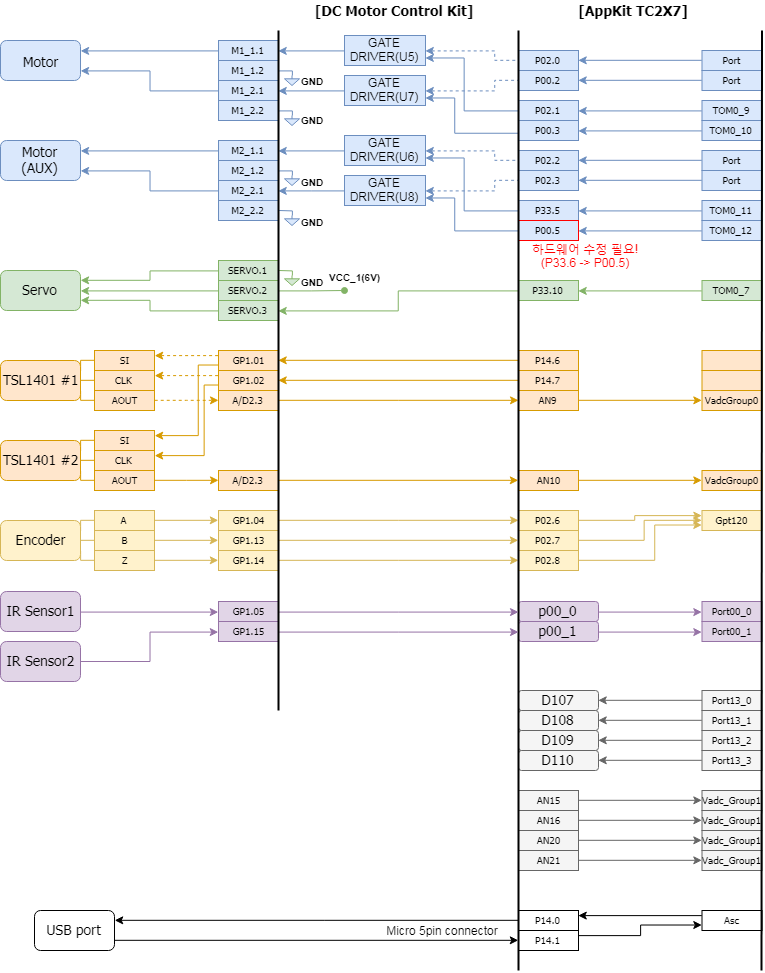 [DC Motor Control Kit]
[AppKit TC2X7]
Motor
M1_1.1
M1_1.2
M1_2.1
M1_2.2
GND
GND
GATE
DRIVER(U5)
GATE
DRIVER(U7)
P02.0
P00.2
P02.1
P00.3
Port
Port
TOM0_9
TOM0_10
Motor
(AUX)
M2_1.1
M2_1.2
M2_2.1
M2_2.2
GND
GND
GATE
DRIVER(U6)
GATE
DRIVER(U8)
P02.2
P02.3
P33.5
P00.5
Port
Port
TOM0_11
TOM0_12
하드웨어 수정 필요!
(P33.6 -> P00.5)
Servo
SERVO.1
SERVO.2
SERVO.3
GND
VCC_1(6V)
P33.10
TOM0_7
TSL1401 #1
SI
CLK
AOUT
GP1.01
GP1.02
A/D2.3
P14.6
P14.7
AN9
VadcGroup0
TSL1401 #2
SI
CLK
AOUT
A/D2.3
AN10
VadcGroup0
Encoder
A
B
Z
GP1.04
GP1.13
GP1.14
P02.6
P02.7
P02.8
Gpt120
IR Sensor1
IR Sensor2
GP1.05
GP1.15
p00_0
p00_1
Port00_0
Port00_1
D107
D108
D109
D110
Port13_0
Port13_1
Port13_2
Port13_3
AN15
AN16
AN20
AN21
Vadc_Group1
Vadc_Group1
Vadc_Group1
Vadc_Group1
USB port
Micro 5pin connector
P14.0
P14.1
Asc